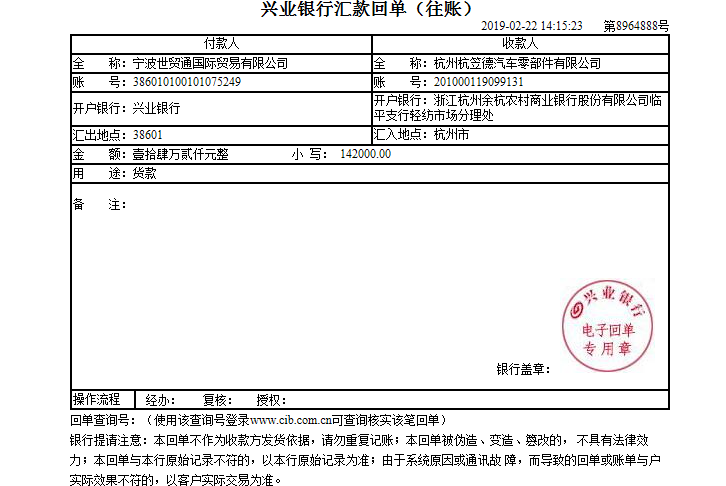 兴业银行汇款回单（往账）
2019-02-22 14:15:23 第8964888号
付款人 收款人
全 称：宁波世贸通国际贸易有限公司 全 称：杭州杭笠德汽车零部件有限公司
账 号：386010100101075249 账 号：201000119099131
开户银行：兴业银行 开户银行：浙江杭州余杭农村商业银行股份有限公司临
平支行轻纺市场分理处
汇出地点：38601 汇入地点：杭州市
金 额：壹拾肆万贰仟元整 小 写： 142000.00
用 途：货款
备 注：
兴业银行
电子回单
专用章
银行盖章：
操作流程 经办： 复核： 授权：
回单查询号：（使用该查询号登录www.cib.com.cn可查询核实该笔回单）
银行提请注意：本回单不作为收款方发货依据，请勿重复记账；本回单被伪造、变造、篡改的，不具有法律效
力；本回单与本行原始记录不符的，以本行原始记录为准；由于系统原因或通讯故 障，而导致的回单或账单与户
实际效果不符的，以客户实际交易为准。